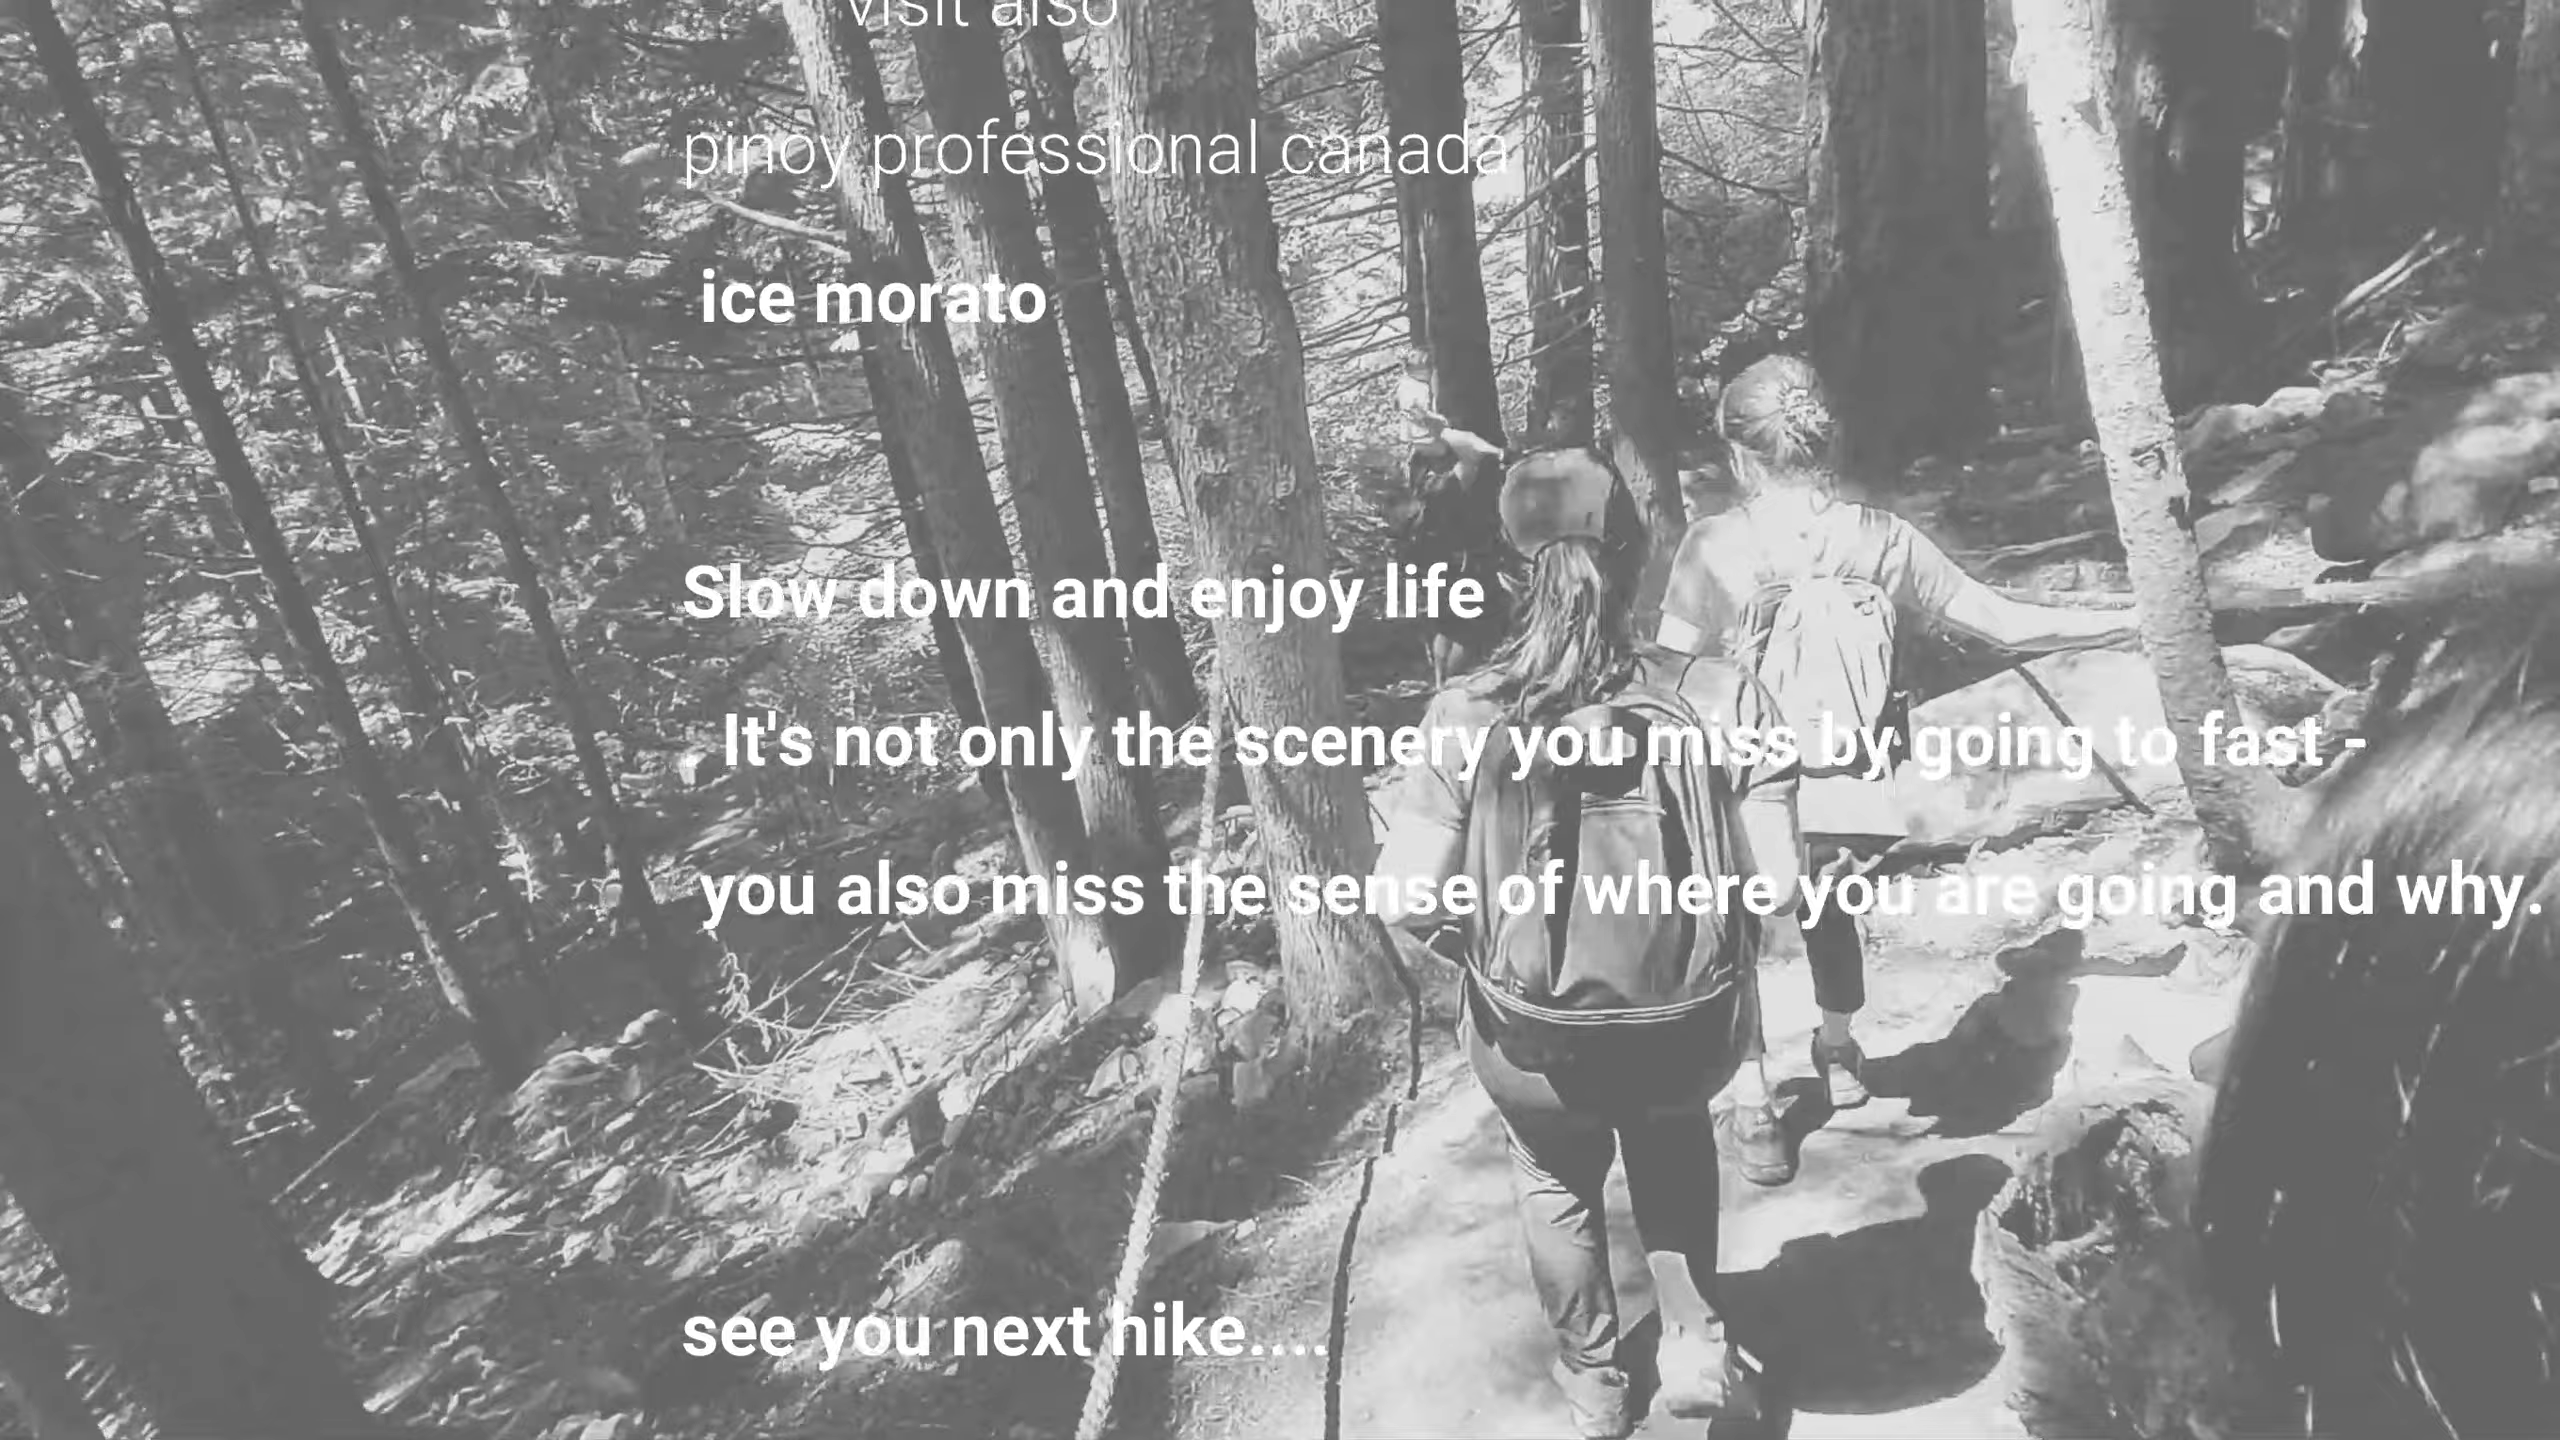 visit also
pinoy professional canada
ice morato
Slow down and enjoy life
It's not only the scenery you miss by going to fast -
you also miss the sense of where you are going and why.
see you next hike....